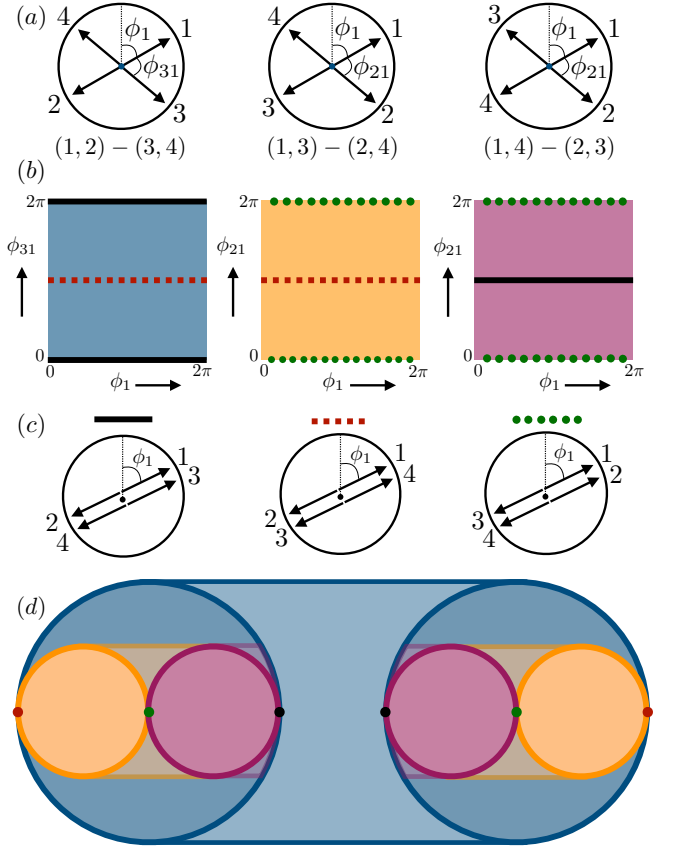 (a)
4 ϕ₁ 1 ϕ₃₁ 2 3
3 ϕ₁ 2
4 ϕ₁ 1 ϕ₂₁ 3 2
3 ϕ₁ 1 ϕ₂₁ 4 2
(1, 2) − (3, 4)
(1, 3) − (2, 4)
(1, 4) − (2, 3)
(b)
2π 2π 2π
ϕ₃₁ ϕ₂₁ ϕ₂₁
0 0 0
0 2π 0 2π 0 2π
ϕ₁ ϕ₁ ϕ₁
(c)
ϕ₁ 1 3 2 4
ϕ₁ 1 4 2 3
ϕ₁ 1 2 3 4
(d)